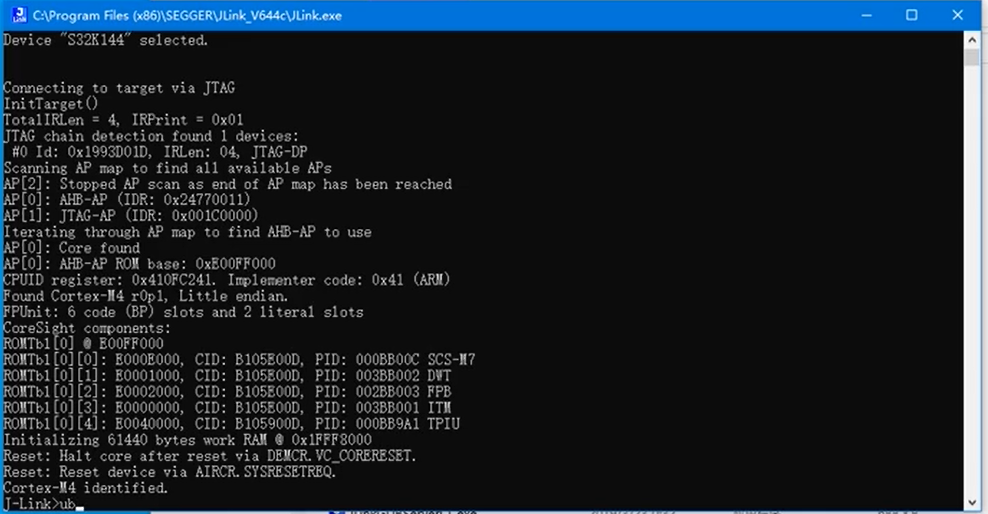 C:\Program Files (x86)\SEGGER\JLink_V644c\JLink.exe
Device "S32K144" selected.
Connecting to target via JTAG
InitTarget()
TotalIRLen = 4, IRPrint = 0x01
JTAG chain detection found 1 devices:
#0 Id: 0x1993D01D, IRLen: 04, JTAG-DP
Scanning AP map to find all available APs
AP[2]: Stopped AP scan as end of AP map has been reached
AP[0]: AHB-AP (IDR: 0x24770011)
AP[1]: JTAG-AP (IDR: 0x001C0000)
Iterating through AP map to find AHB-AP to use
AP[0]: Core found
AP[0]: AHB-AP ROM base: 0xE00FF000
CPUID register: 0x410FC241. Implementer code: 0x41 (ARM)
Found Cortex-M4 r0p1, Little endian.
FPUnit: 6 code (BP) slots and 2 literal slots
CoreSight components:
ROMTbl[0] @ E00FF000
ROMTbl[0][0]: E000E000, CID: B105E00D, PID: 000BB00C SCS-M7
ROMTbl[0][1]: E0001000, CID: B105E00D, PID: 003BB002 DWT
ROMTbl[0][2]: E0002000, CID: B105E00D, PID: 002BB003 FPB
ROMTbl[0][3]: E0000000, CID: B105E00D, PID: 003BB001 ITM
ROMTbl[0][4]: E0040000, CID: B105900D, PID: 000BB9A1 TPIU
Initializing 61440 bytes work RAM @ 0x1FFF8000
Reset: Halt core after reset via DEMCR.VC_CORERESET.
Reset: Reset device via AIRCR.SYSRESETREQ.
Cortex-M4 identified.
J-Link>ub_